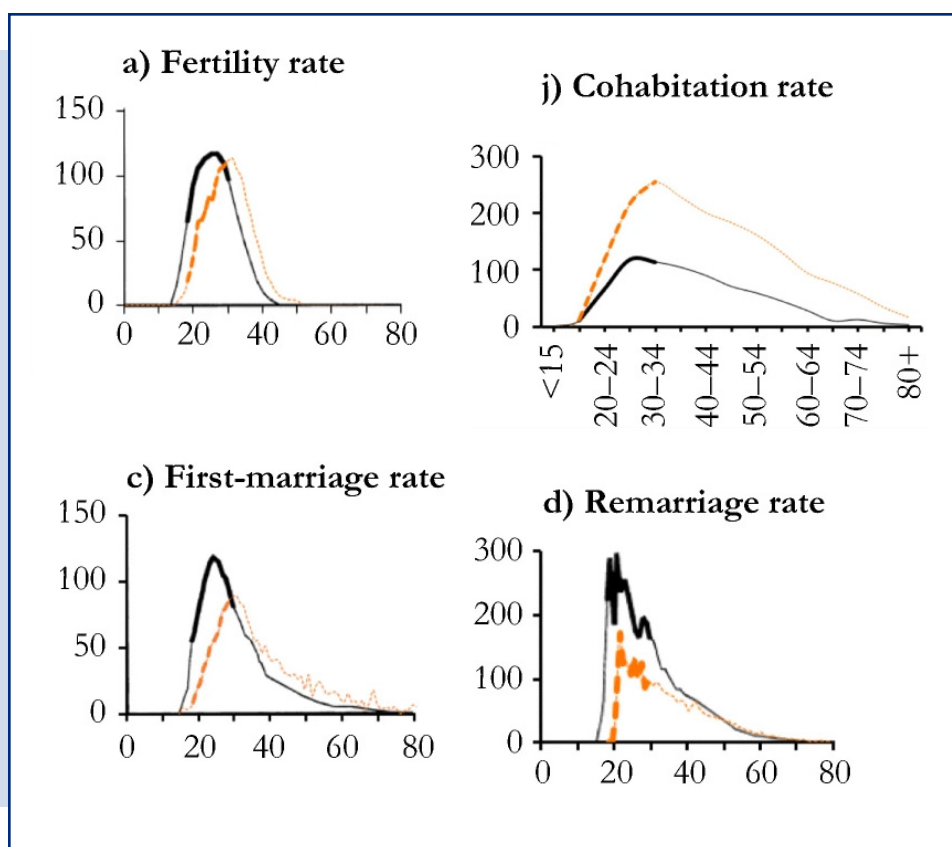 a) Fertility rate
150
100
50
0
0 20 40 60 80
j) Cohabitation rate
300
200
100
0
<15 20–24 30–34 40–44 50–54 60–64 70–74 80+
c) First-marriage rate
150
100
50
0
0 20 40 60 80
d) Remarriage rate
300
200
100
0
0 20 40 60 80